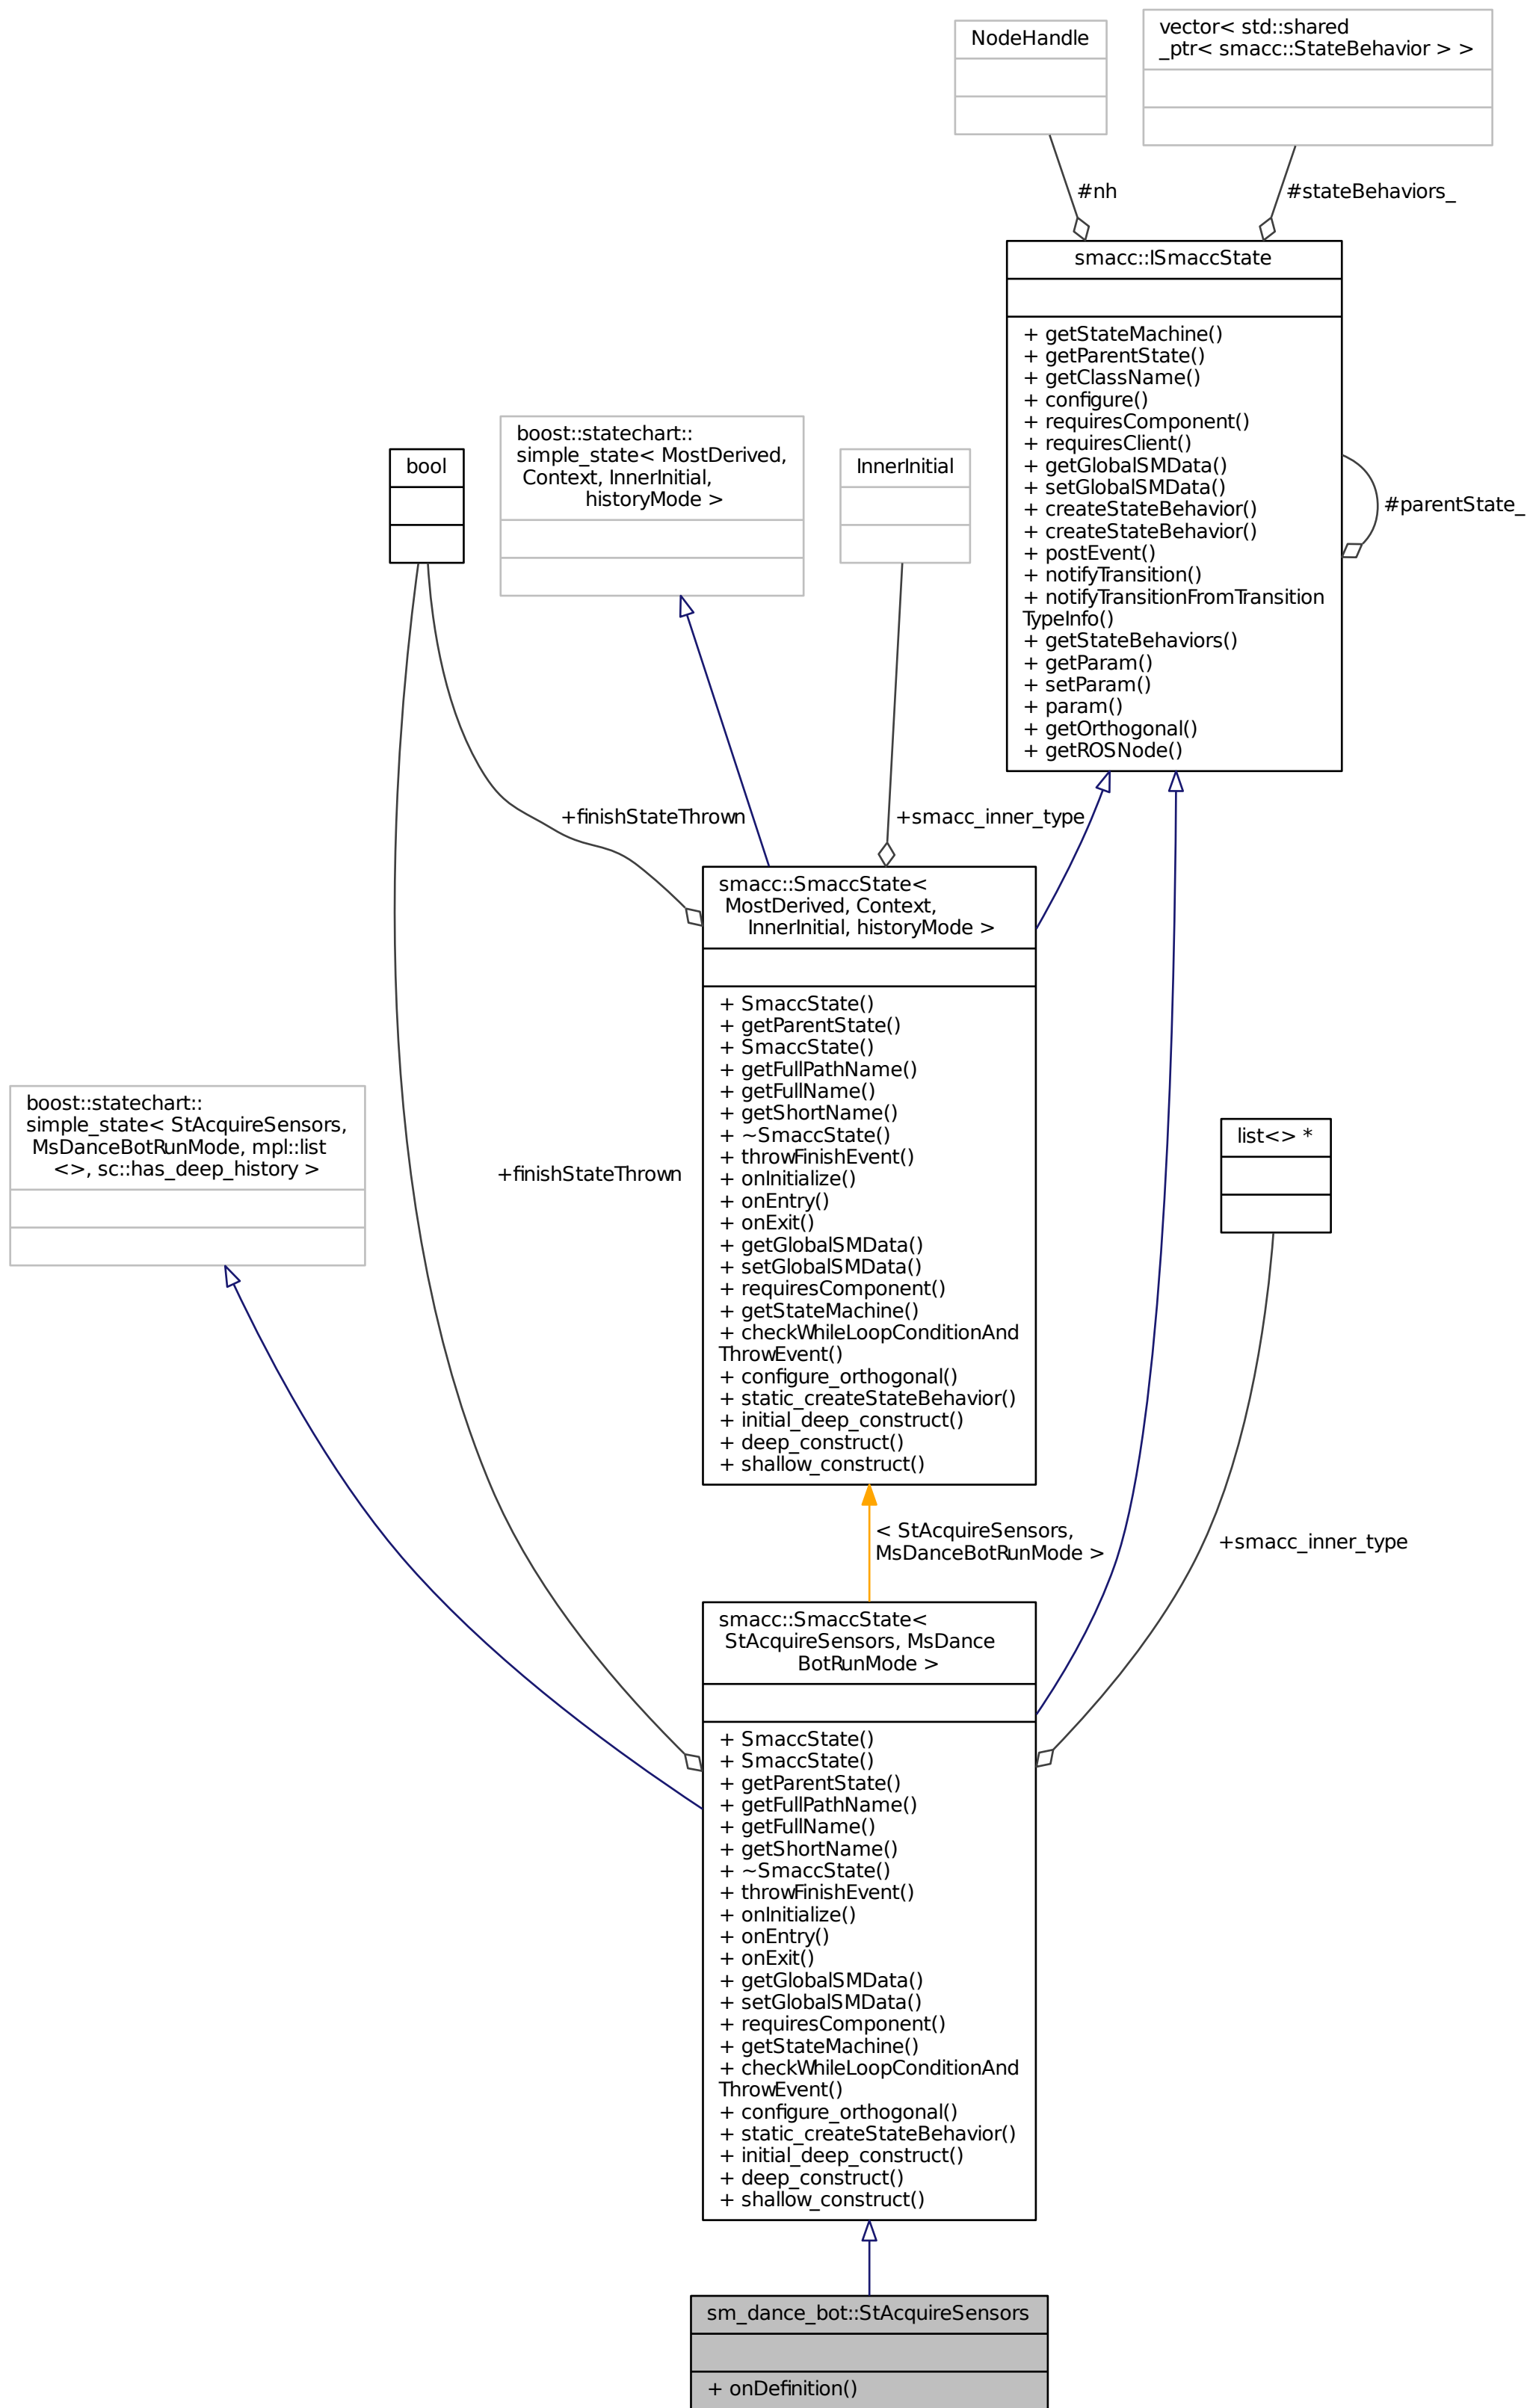 NodeHandle
vector< std::shared
_ptr< smacc::StateBehavior > >
#nh
#stateBehaviors_
smacc::ISmaccState
+ getStateMachine()
+ getParentState()
+ getClassName()
+ configure()
+ requiresComponent()
+ requiresClient()
+ getGlobalSMData()
+ setGlobalSMData()
+ createStateBehavior()
+ createStateBehavior()
+ postEvent()
+ notifyTransition()
+ notifyTransitionFromTransition
TypeInfo()
+ getStateBehaviors()
+ getParam()
+ setParam()
+ param()
+ getOrthogonal()
+ getROSNode()
#parentState_
bool
boost::statechart::
simple_state< MostDerived,
Context, InnerInitial,
historyMode >
InnerInitial
+finishStateThrown
+smacc_inner_type
smacc::SmaccState<
MostDerived, Context,
InnerInitial, historyMode >
+ SmaccState()
+ getParentState()
+ SmaccState()
+ getFullPathName()
+ getFullName()
+ getShortName()
+ ~SmaccState()
+ throwFinishEvent()
+ onInitialize()
+ onEntry()
+ onExit()
+ getGlobalSMData()
+ setGlobalSMData()
+ requiresComponent()
+ getStateMachine()
+ checkWhileLoopConditionAnd
ThrowEvent()
+ configure_orthogonal()
+ static_createStateBehavior()
+ initial_deep_construct()
+ deep_construct()
+ shallow_construct()
boost::statechart::
simple_state< StAcquireSensors,
MsDanceBotRunMode, mpl::list
<>, sc::has_deep_history >
+finishStateThrown
list<> *
< StAcquireSensors,
MsDanceBotRunMode >
+smacc_inner_type
smacc::SmaccState<
StAcquireSensors, MsDance
BotRunMode >
+ SmaccState()
+ SmaccState()
+ getParentState()
+ getFullPathName()
+ getFullName()
+ getShortName()
+ ~SmaccState()
+ throwFinishEvent()
+ onInitialize()
+ onEntry()
+ onExit()
+ getGlobalSMData()
+ setGlobalSMData()
+ requiresComponent()
+ getStateMachine()
+ checkWhileLoopConditionAnd
ThrowEvent()
+ configure_orthogonal()
+ static_createStateBehavior()
+ initial_deep_construct()
+ deep_construct()
+ shallow_construct()
sm_dance_bot::StAcquireSensors
+ onDefinition()